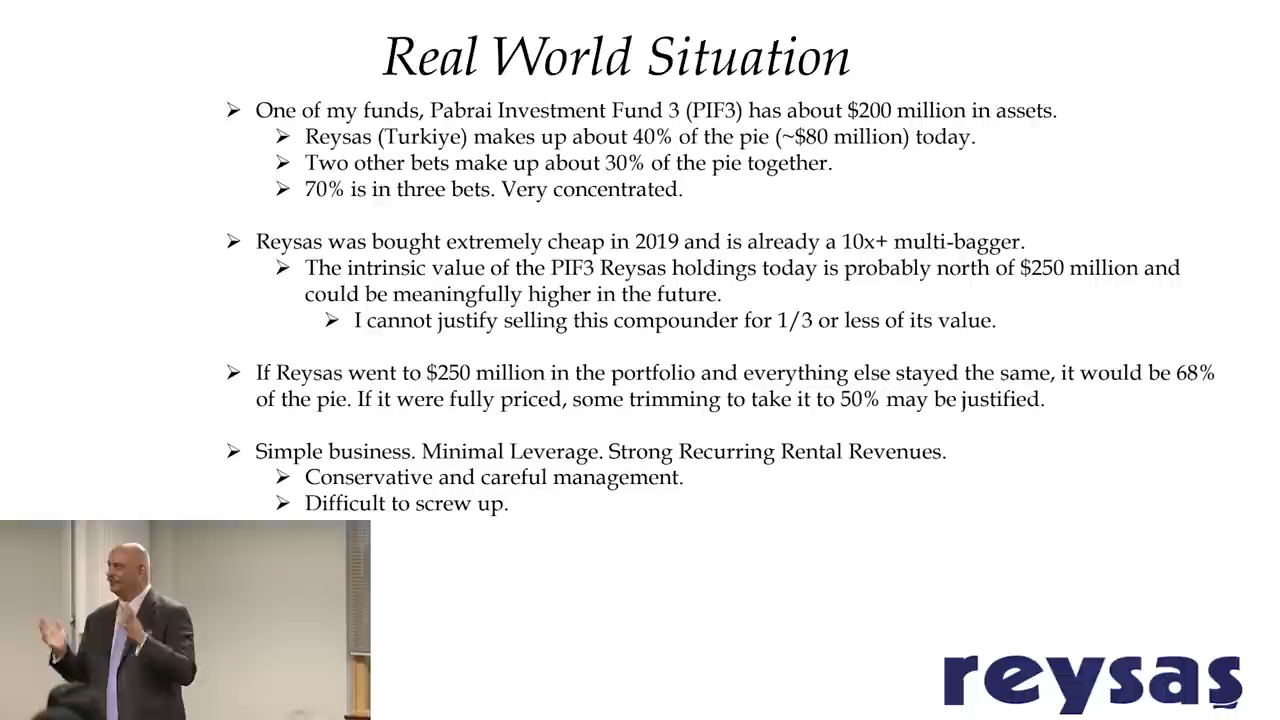 Real World Situation
➢ One of my funds, Pabrai Investment Fund 3 (PIF3) has about $200 million in assets.
➢ Reysas (Turkiye) makes up about 40% of the pie (~$80 million) today.
➢ Two other bets make up about 30% of the pie together.
➢ 70% is in three bets. Very concentrated.
➢ Reysas was bought extremely cheap in 2019 and is already a 10x+ multi-bagger.
➢ The intrinsic value of the PIF3 Reysas holdings today is probably north of $250 million and
could be meaningfully higher in the future.
➢ I cannot justify selling this compounder for 1/3 or less of its value.
➢ If Reysas went to $250 million in the portfolio and everything else stayed the same, it would be 68%
of the pie. If it were fully priced, some trimming to take it to 50% may be justified.
➢ Simple business. Minimal Leverage. Strong Recurring Rental Revenues.
➢ Conservative and careful management.
➢ Difficult to screw up.
reysaş